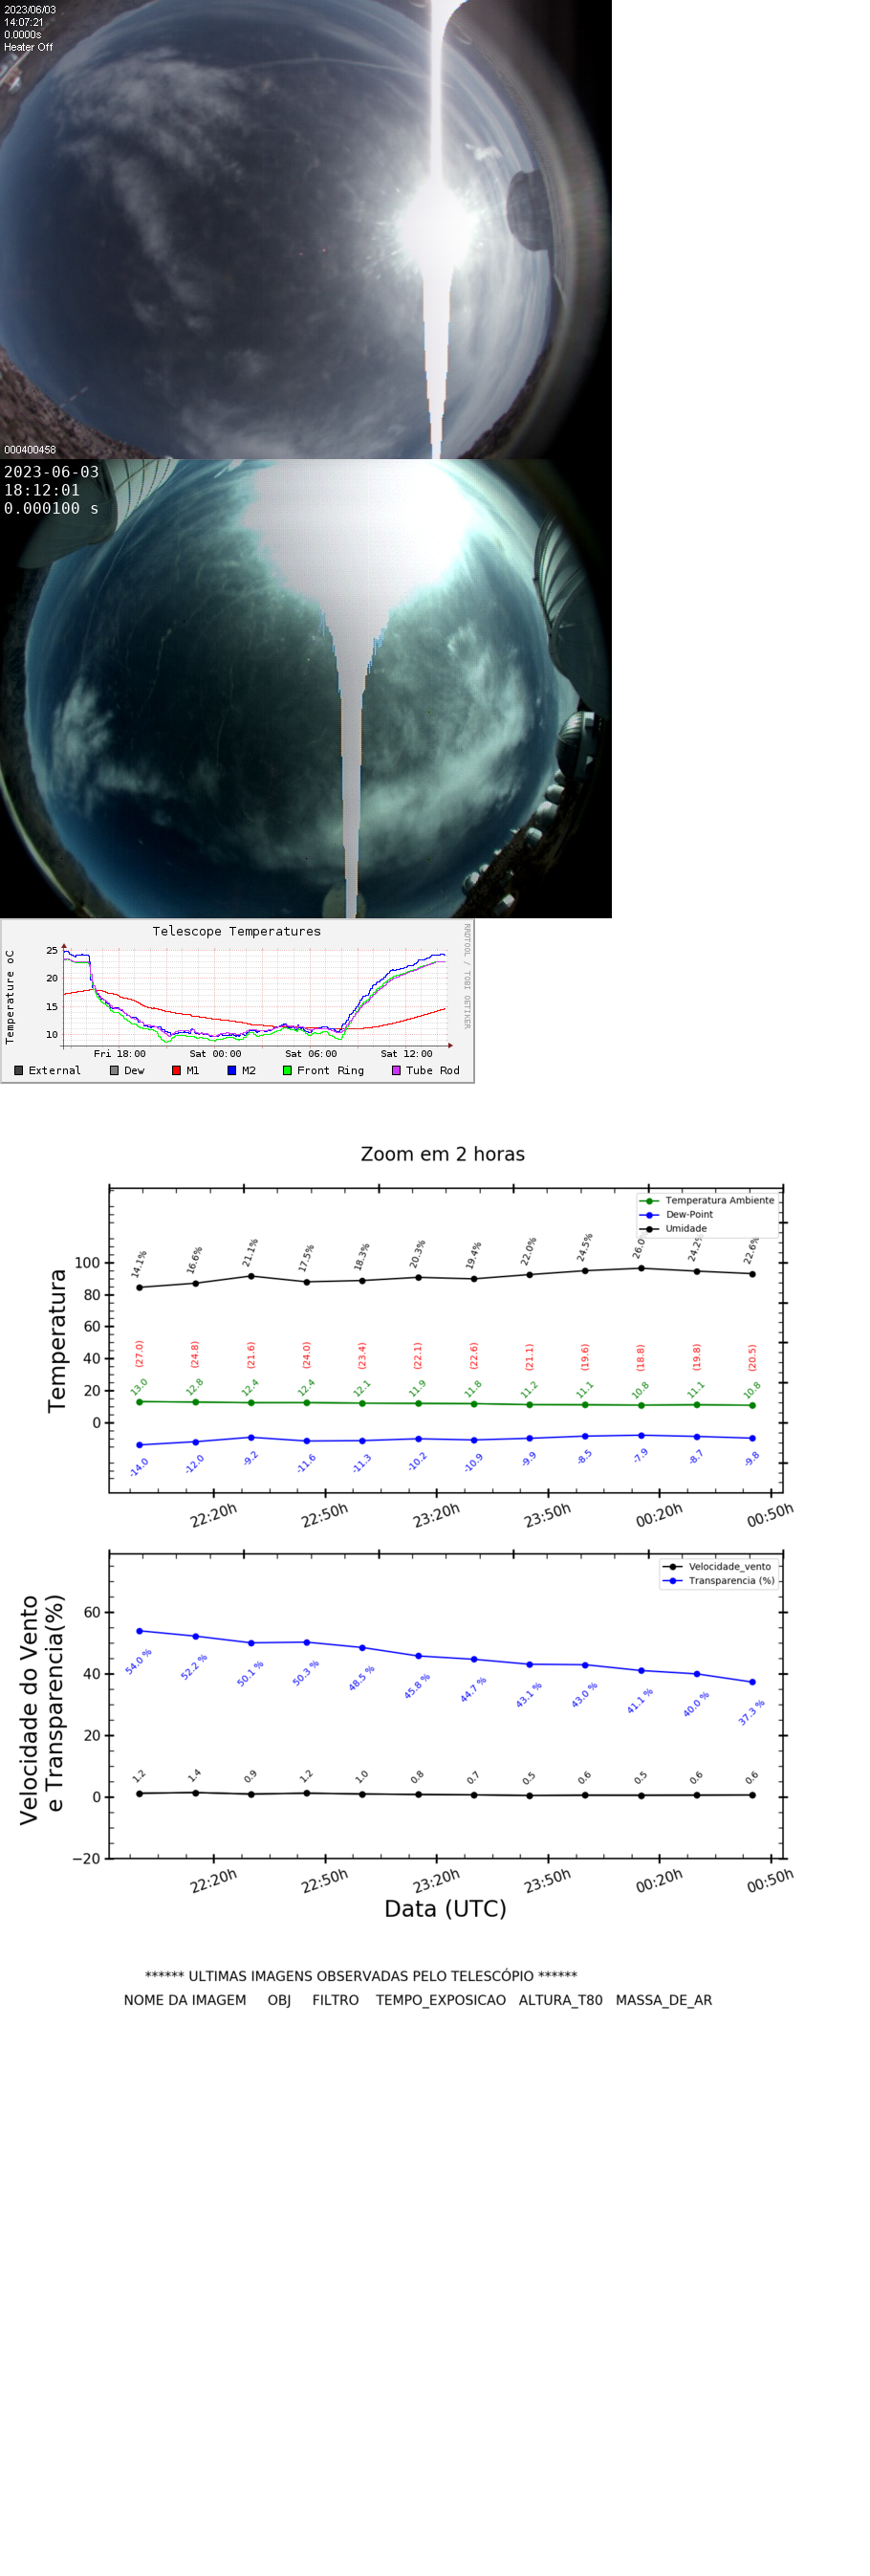 2023/06/03
14:07:21
0.0000s
Heater Off
000400458
2023-06-03
18:12:01
0.000100 s
Telescope Temperatures
RRDTOOL / TOBI OETIKER
Temperature oC
25
20
15
10
Fri 18:00 Sat 00:00 Sat 06:00 Sat 12:00
External Dew M1 M2 Front Ring Tube Rod
Zoom em 2 horas
Temperatura Ambiente
Dew-Point
Umidade
Temperatura
100
80
60
40
20
0
14.1% 16.6% 21.1% 17.5% 18.3% 20.3% 19.4% 22.0% 24.5% 26.0 24.2% 22.6%
(27.0) (24.8) (21.6) (24.0) (23.4) (22.1) (22.6) (21.1) (19.6) (18.8) (19.8) (20.5)
13.0 12.8 12.4 12.4 12.1 11.9 11.8 11.2 11.1 10.8 11.1 10.8
-14.0 -12.0 -9.2 -11.6 -11.3 -10.2 -10.9 -9.9 -8.5 -7.9 -8.7 -9.8
22:20h 22:50h 23:20h 23:50h 00:20h 00:50h
Velocidade_vento
Transparencia (%)
Velocidade do Vento
e Transparencia(%)
60
40
20
0
−20
54.0 % 52.2 % 50.1 % 50.3 % 48.5 % 45.8 % 44.7 % 43.1 % 43.0 % 41.1 % 40.0 % 37.3 %
1.2 1.4 0.9 1.2 1.0 0.8 0.7 0.5 0.6 0.5 0.6 0.6
22:20h 22:50h 23:20h 23:50h 00:20h 00:50h
Data (UTC)
****** ULTIMAS IMAGENS OBSERVADAS PELO TELESCÓPIO ******
NOME DA IMAGEM OBJ FILTRO TEMPO_EXPOSICAO ALTURA_T80 MASSA_DE_AR